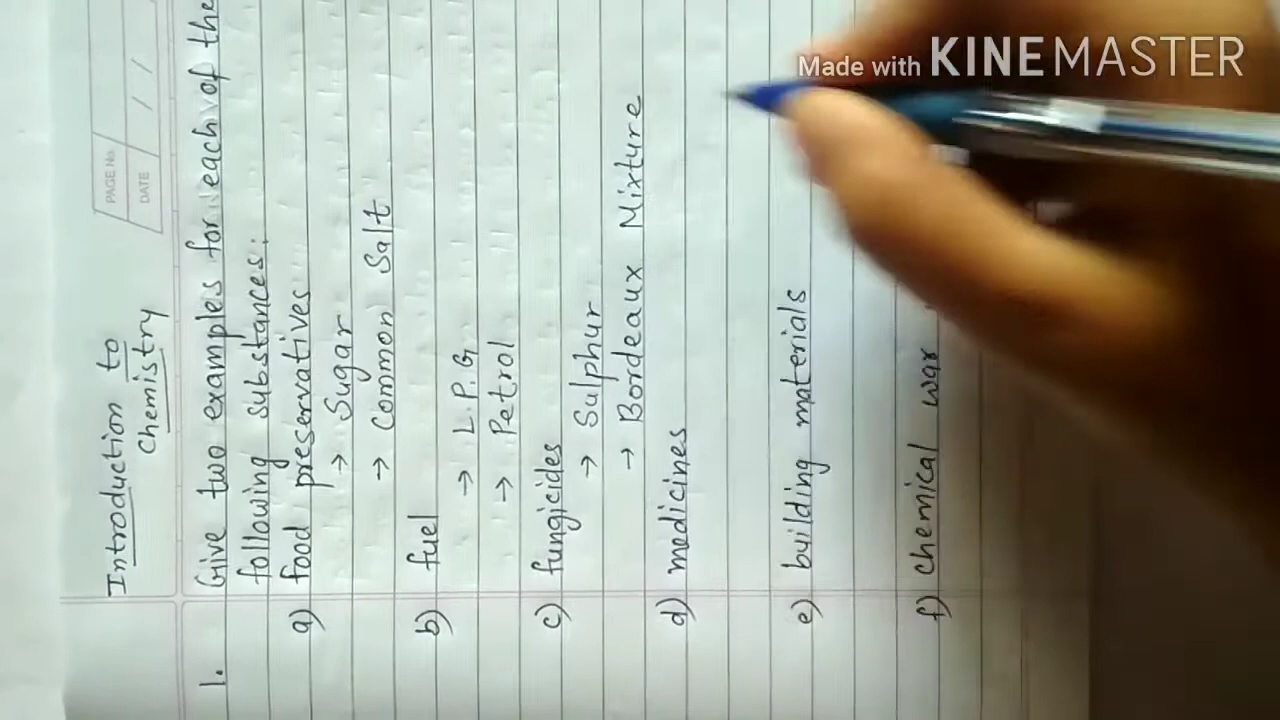 PAGE No.
DATE / /
Introduction to
Chemistry
1. Give two examples for each of the
following substances:
a) food preservatives
→ Sugar
→ Common Salt
b) fuel
→ L.P.G
→ Petrol
c) fungicides
→ Sulphur
→ Bordeaux Mixture
d) medicines
e) building materials
f) chemical war
Made with KINEMASTER